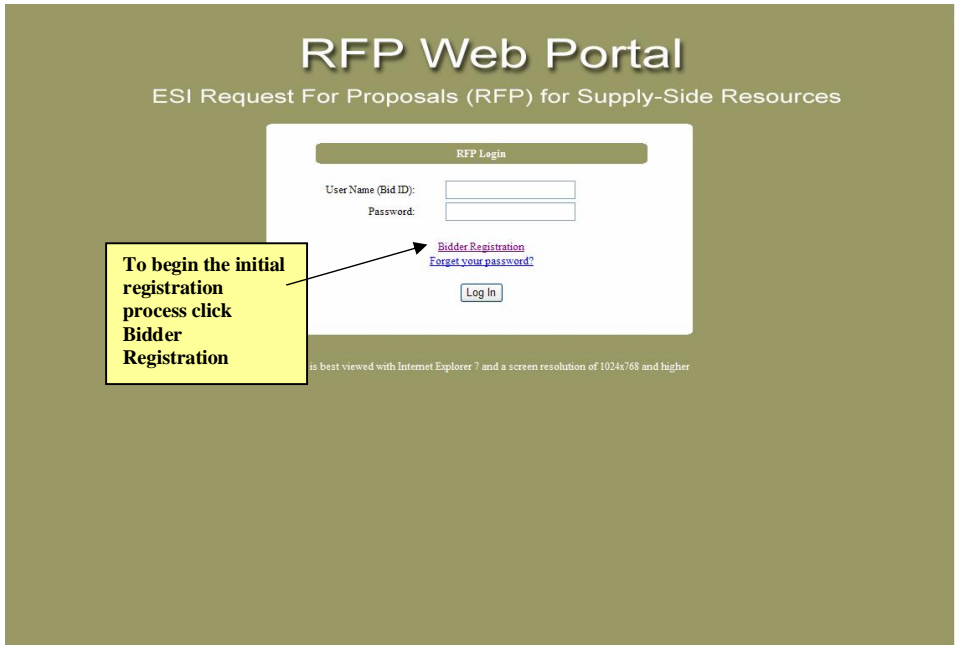 RFP Web Portal
ESI Request For Proposals (RFP) for Supply-Side Resources
RFP Login
User Name (Bid ID):
Password:
Bidder Registration
Forget your password?
Log In
To begin the initial
registration
process click
Bidder
Registration
is best viewed with Internet Explorer 7 and a screen resolution of 1024x768 and higher